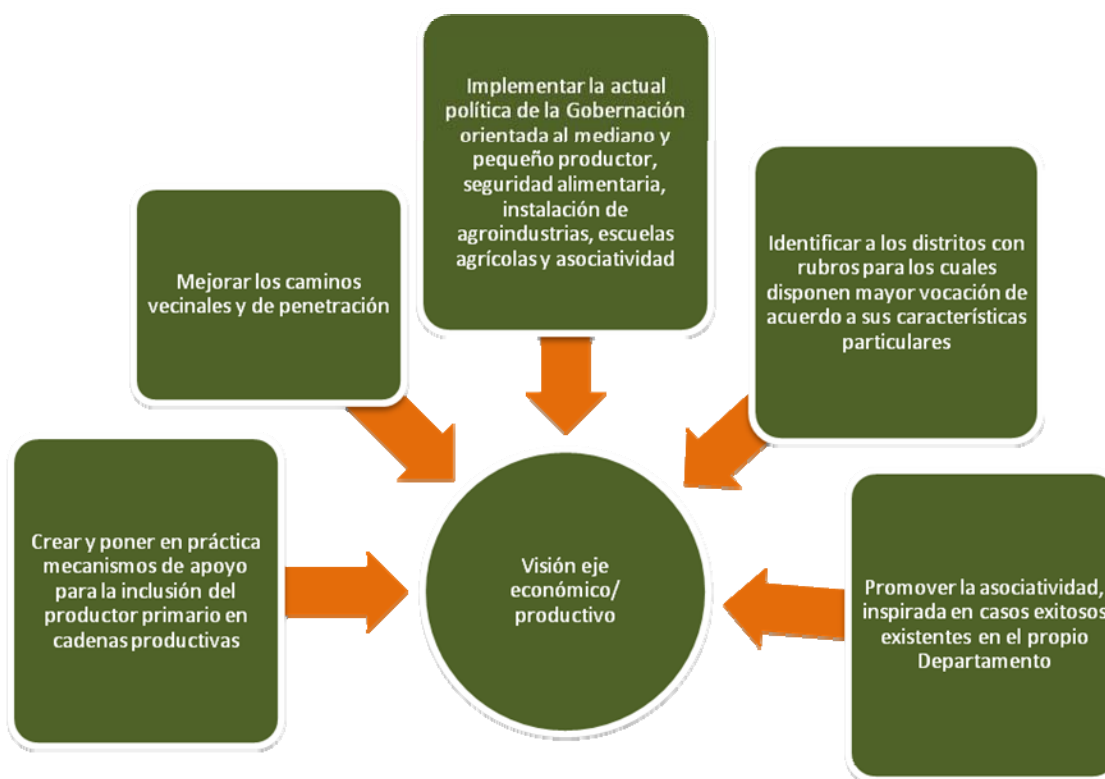 Implementar la actual
política de la Gobernación
orientada al mediano y
pequeño productor,
seguridad alimentaria,
instalación de
agroindustrias, escuelas
agrícolas y asociatividad
Mejorar los caminos
vecinales y de penetración
Identificar a los distritos con
rubros para los cuales
disponen mayor vocación de
acuerdo a sus características
particulares
Crear y poner en práctica
mecanismos de apoyo
para la inclusión del
productor primario en
cadenas productivas
Visión eje
económico/
productivo
Promover la asociatividad,
inspirada en casos exitosos
existentes en el propio
Departamento